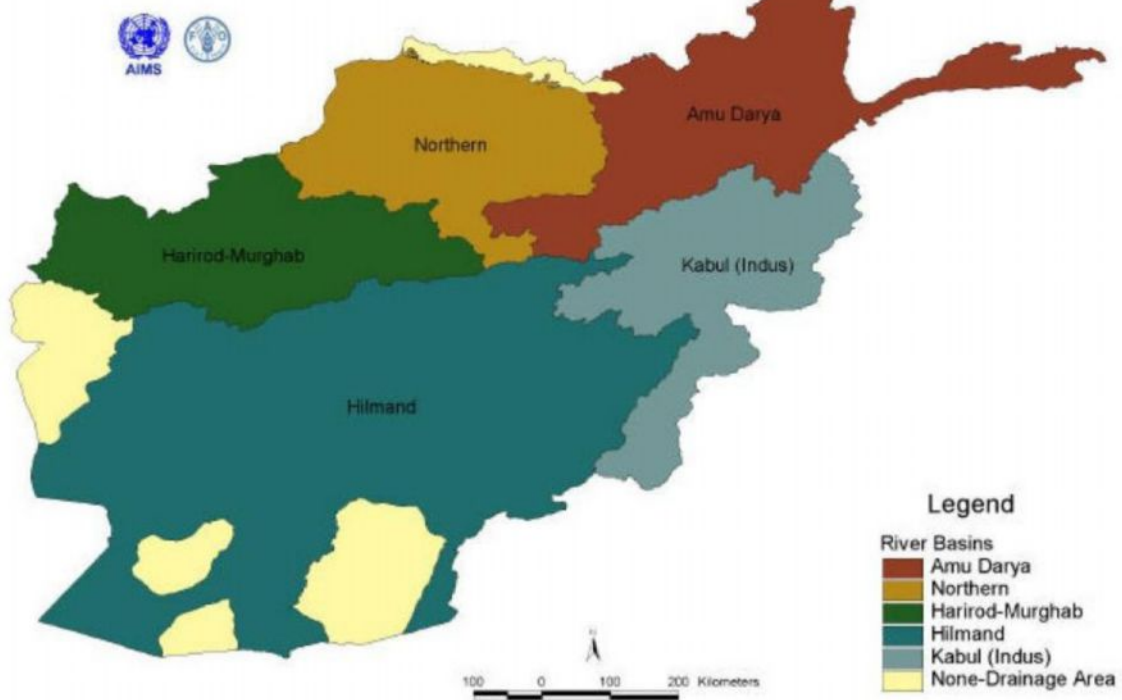 AIMS
Amu Darya
Northern
Harirod-Murghab
Kabul (Indus)
Hilmand
Legend
River Basins
Amu Darya
Northern
Harirod-Murghab
Hilmand
Kabul (Indus)
None-Drainage Area
100 0 100 200 Kilometers